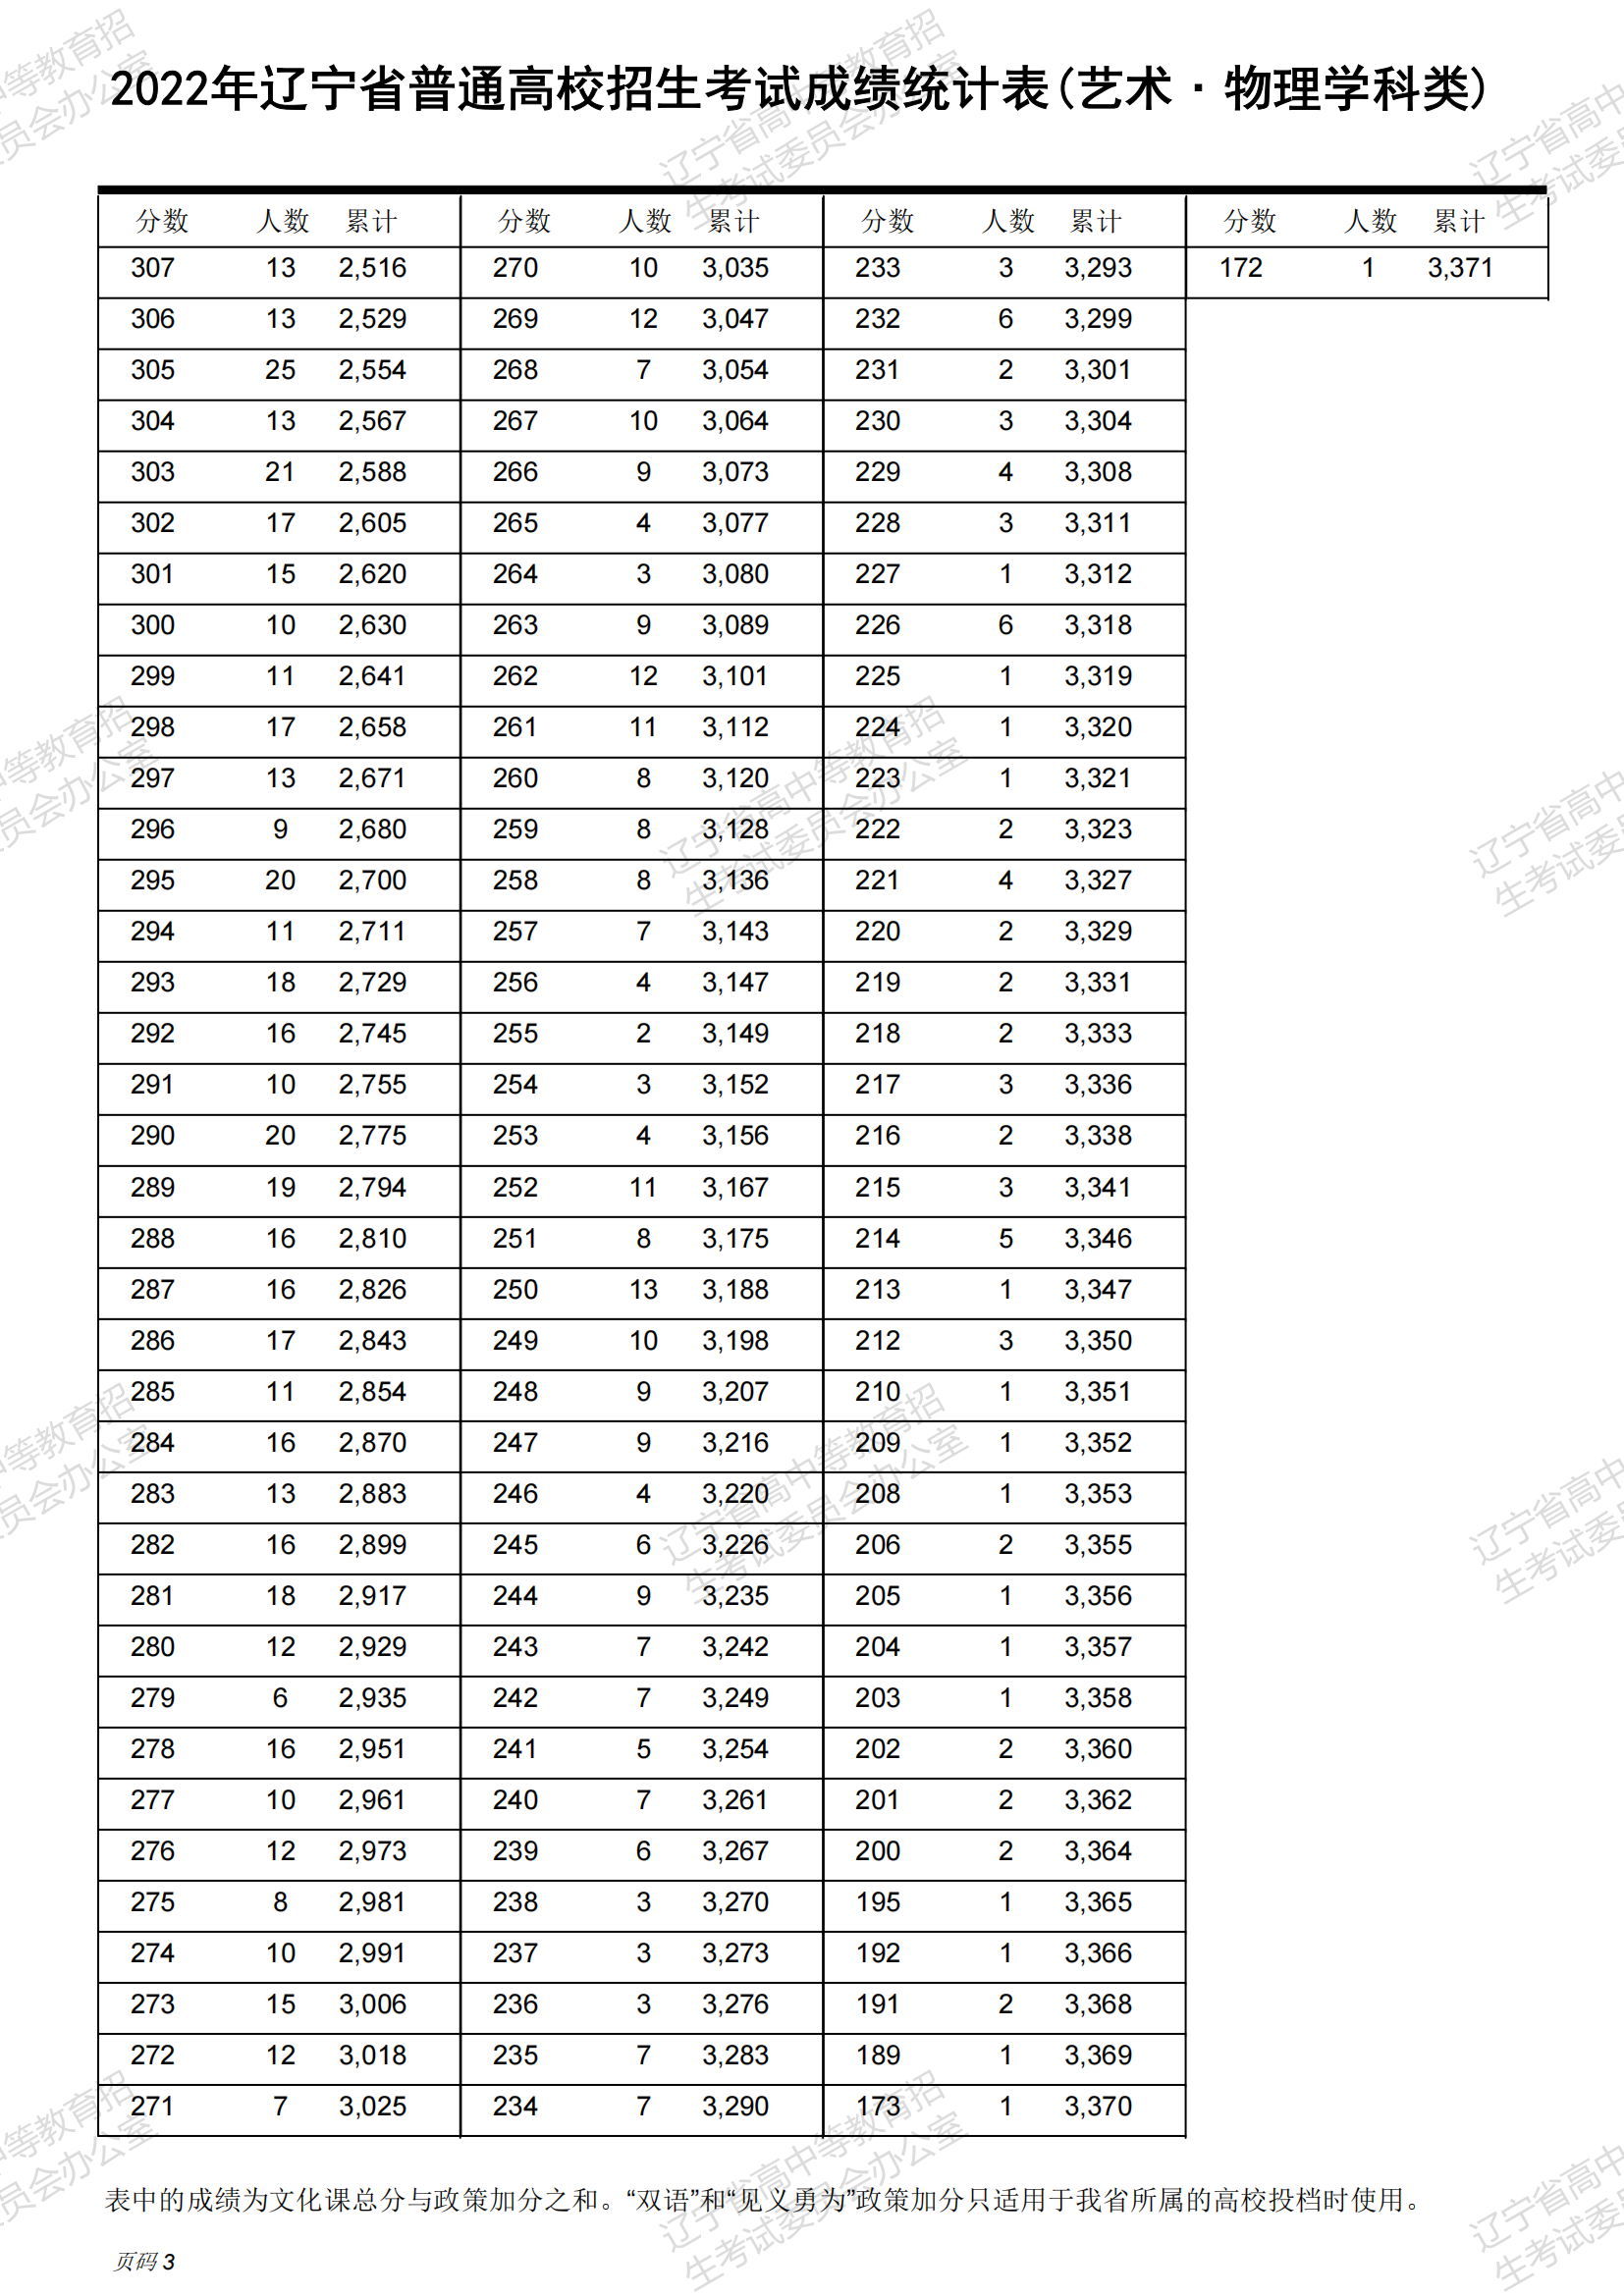 2022年辽宁省普通高校招生考试成绩统计表(艺术·物理学科类)
分数 人数 累计 分数 人数 累计 分数 人数 累计 分数 人数 累计
307 13 2,516 270 10 3,035 233 3 3,293 172 1 3,371
306 13 2,529 269 12 3,047 232 6 3,299
305 25 2,554 268 7 3,054 231 2 3,301
304 13 2,567 267 10 3,064 230 3 3,304
303 21 2,588 266 9 3,073 229 4 3,308
302 17 2,605 265 4 3,077 228 3 3,311
301 15 2,620 264 3 3,080 227 1 3,312
300 10 2,630 263 9 3,089 226 6 3,318
299 11 2,641 262 12 3,101 225 1 3,319
298 17 2,658 261 11 3,112 224 1 3,320
297 13 2,671 260 8 3,120 223 1 3,321
296 9 2,680 259 8 3,128 222 2 3,323
295 20 2,700 258 8 3,136 221 4 3,327
294 11 2,711 257 7 3,143 220 2 3,329
293 18 2,729 256 4 3,147 219 2 3,331
292 16 2,745 255 2 3,149 218 2 3,333
291 10 2,755 254 3 3,152 217 3 3,336
290 20 2,775 253 4 3,156 216 2 3,338
289 19 2,794 252 11 3,167 215 3 3,341
288 16 2,810 251 8 3,175 214 5 3,346
287 16 2,826 250 13 3,188 213 1 3,347
286 17 2,843 249 10 3,198 212 3 3,350
285 11 2,854 248 9 3,207 210 1 3,351
284 16 2,870 247 9 3,216 209 1 3,352
283 13 2,883 246 4 3,220 208 1 3,353
282 16 2,899 245 6 3,226 206 2 3,355
281 18 2,917 244 9 3,235 205 1 3,356
280 12 2,929 243 7 3,242 204 1 3,357
279 6 2,935 242 7 3,249 203 1 3,358
278 16 2,951 241 5 3,254 202 2 3,360
277 10 2,961 240 7 3,261 201 2 3,362
276 12 2,973 239 6 3,267 200 2 3,364
275 8 2,981 238 3 3,270 195 1 3,365
274 10 2,991 237 3 3,273 192 1 3,366
273 15 3,006 236 3 3,276 191 2 3,368
272 12 3,018 235 7 3,283 189 1 3,369
271 7 3,025 234 7 3,290 173 1 3,370
表中的成绩为文化课总分与政策加分之和。“双语”和“见义勇为”政策加分只适用于我省所属的高校投档时使用。
页码 3
辽宁省高中等教育招
生考试委员会办公室